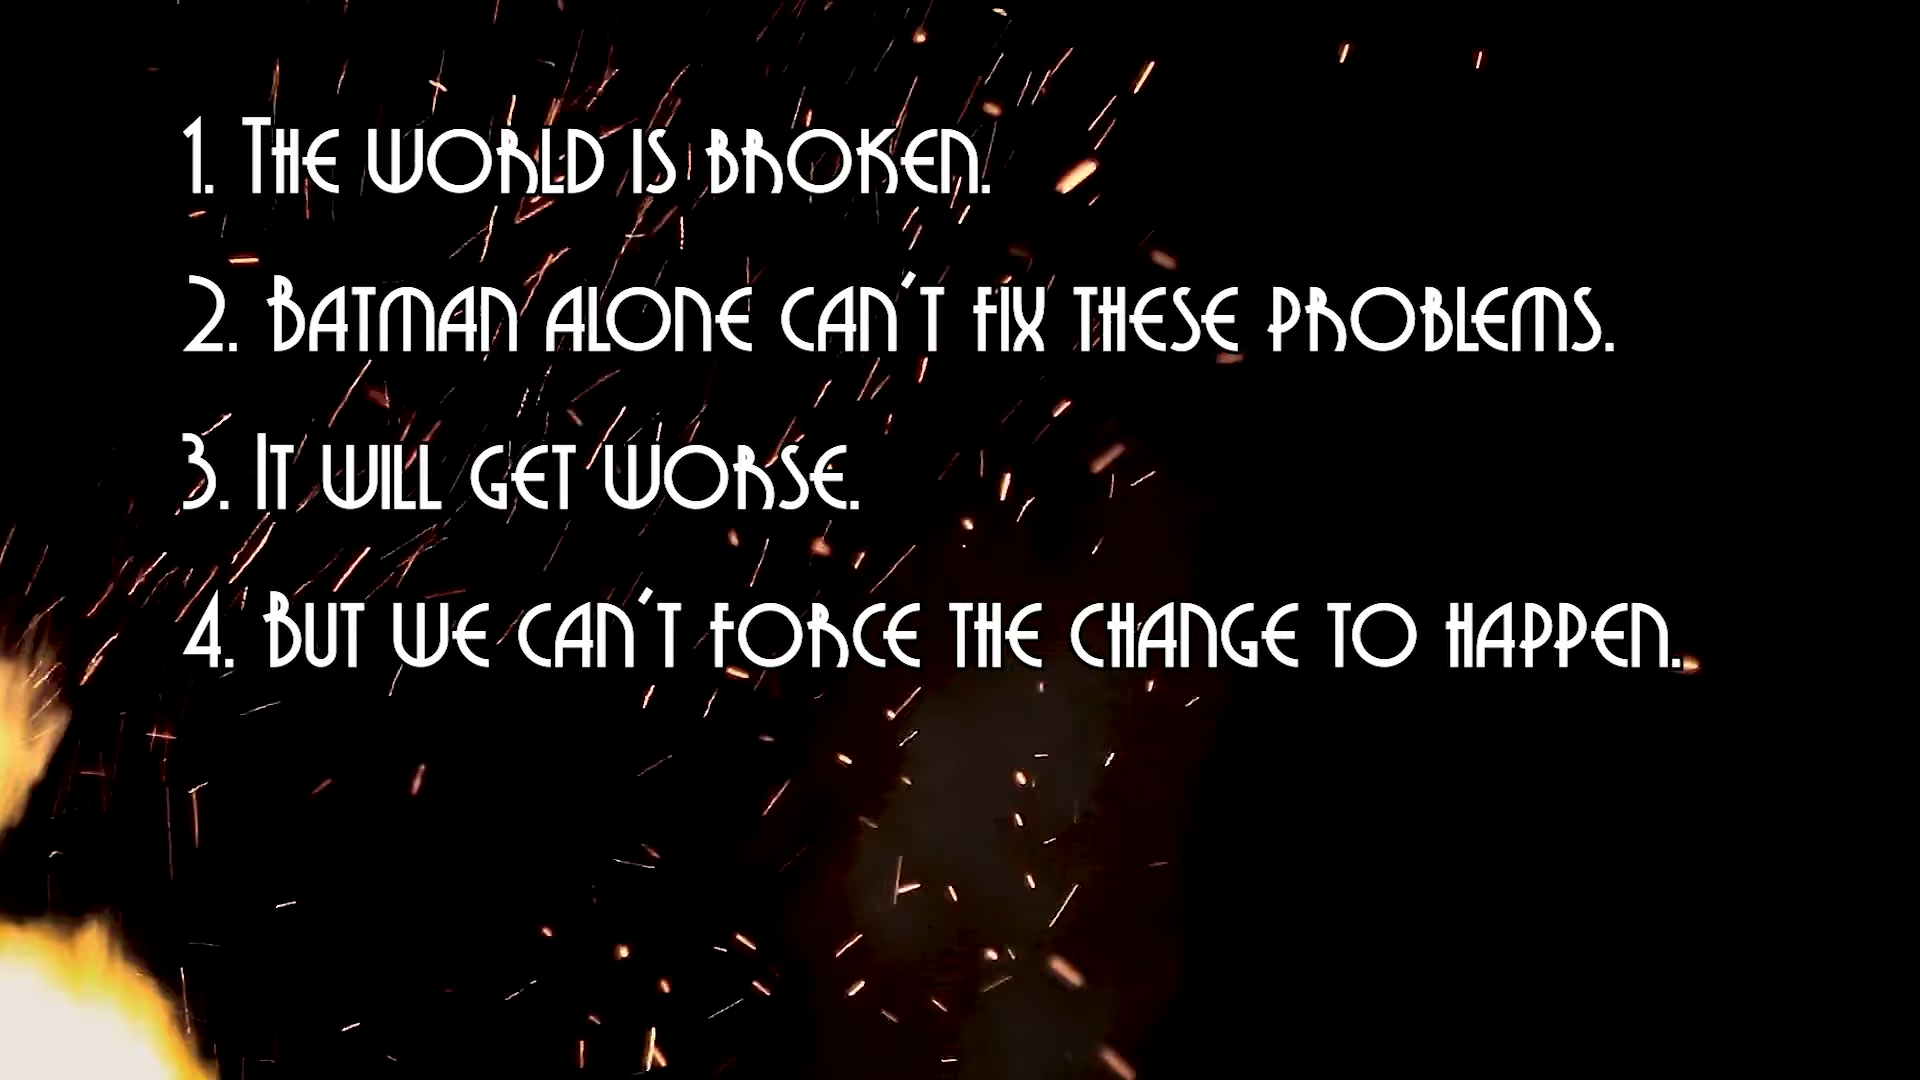 1. The world is broken.
2. Batman alone can't fix these problems.
3. It will get worse.
4. But we can't force the change to happen.